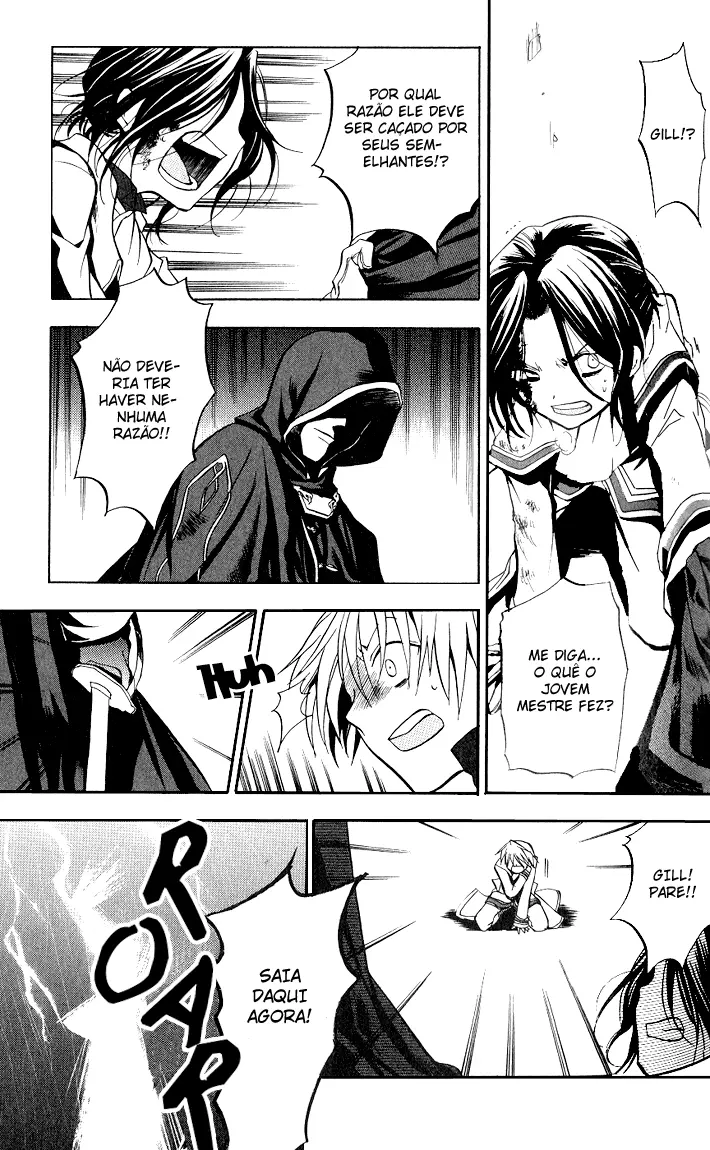 GILL!?
ME DIGA...
O QUÊ O
JOVEM
MESTRE FEZ?
POR QUAL
RAZÃO ELE DEVE
SER CAÇADO POR
SEUS SEM-
ELHANTES!?
NÃO DEVE-
RIA TER
HAVER NE-
NHUMA
RAZÃO!!
Huh
GILL!
PARE!!
SAIA
DAQUI
AGORA!
ROAR